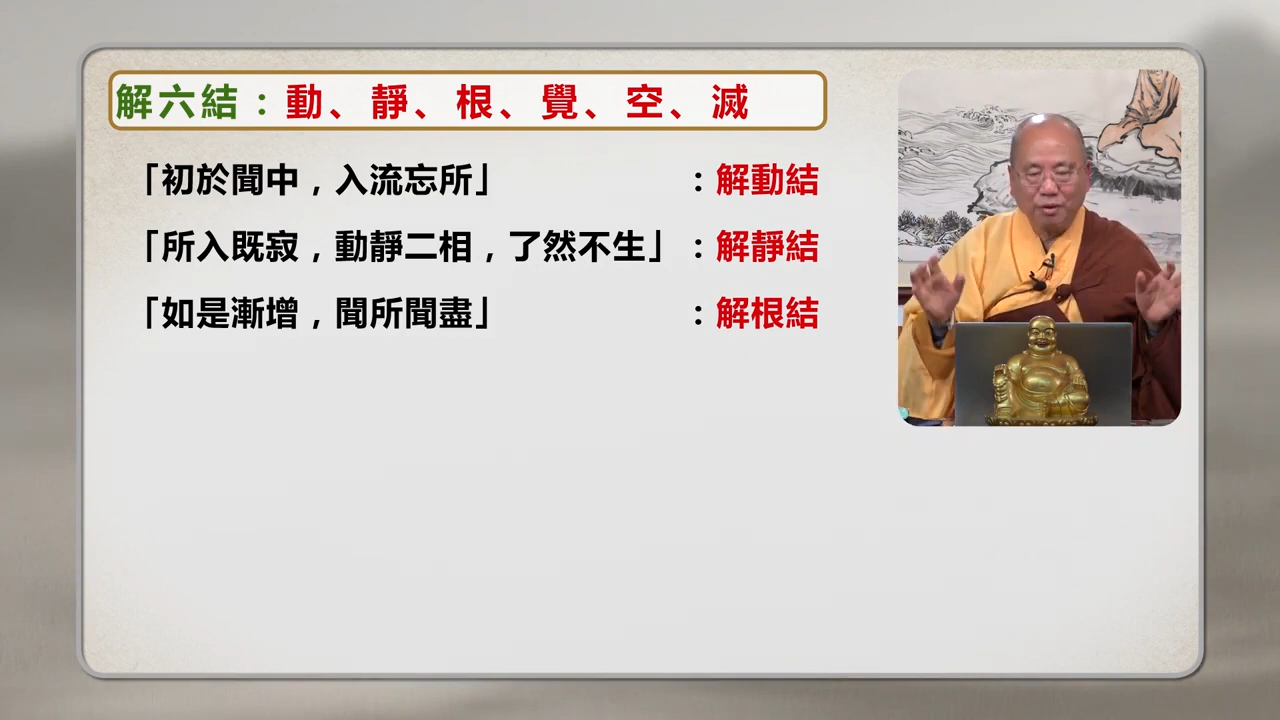 解六結：動、靜、根、覺、空、滅
「初於聞中，入流忘所」：解動結
「所入既寂，動靜二相，了然不生」：解靜結
「如是漸增，聞所聞盡」：解根結